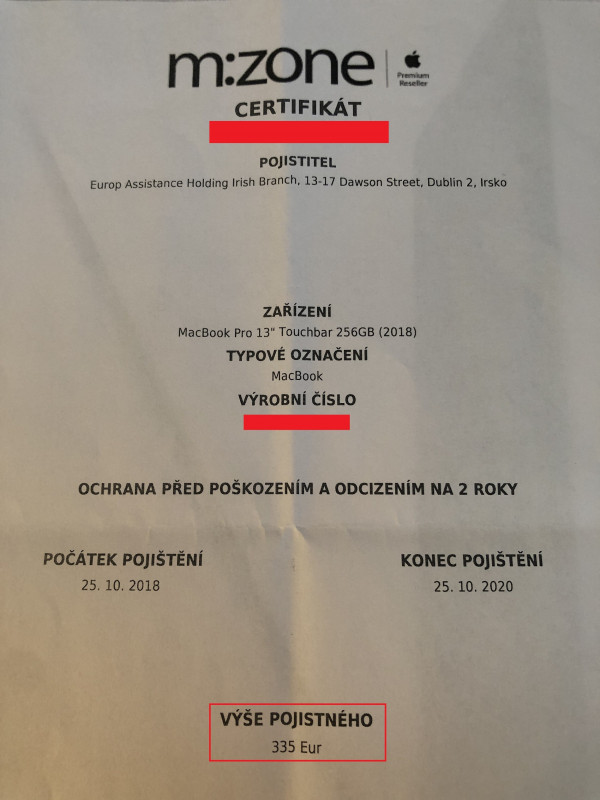 m:zone
Premium
Reseller
CERTIFIKÁT
POJISTITEL
Europ Assistance Holding Irish Branch, 13-17 Dawson Street, Dublin 2, Irsko
ZAŘÍZENÍ
MacBook Pro 13" Touchbar 256GB (2018)
TYPOVÉ OZNAČENÍ
MacBook
VÝROBNÍ ČÍSLO
OCHRANA PŘED POŠKOZENÍM A ODCIZENÍM NA 2 ROKY
POČÁTEK POJIŠTĚNÍ
25. 10. 2018
KONEC POJIŠTĚNÍ
25. 10. 2020
VÝŠE POJISTNÉHO
335 Eur